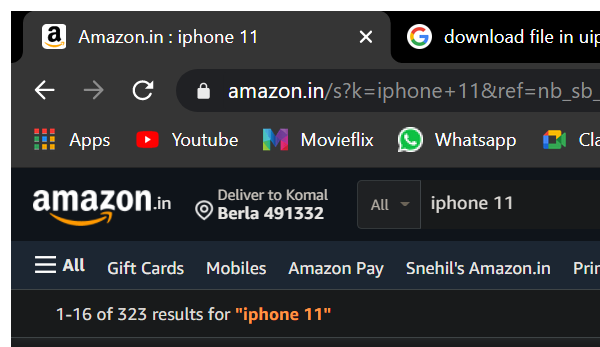 Amazon.in : iphone 11
download file in uip
amazon.in/s?k=iphone+11&ref=nb_sb_
Apps Youtube Movieflix Whatsapp Cla
amazon.in
Deliver to Komal
Berla 491332
All iphone 11
All Gift Cards Mobiles Amazon Pay Snehil's Amazon.in Prin
1-16 of 323 results for "iphone 11"